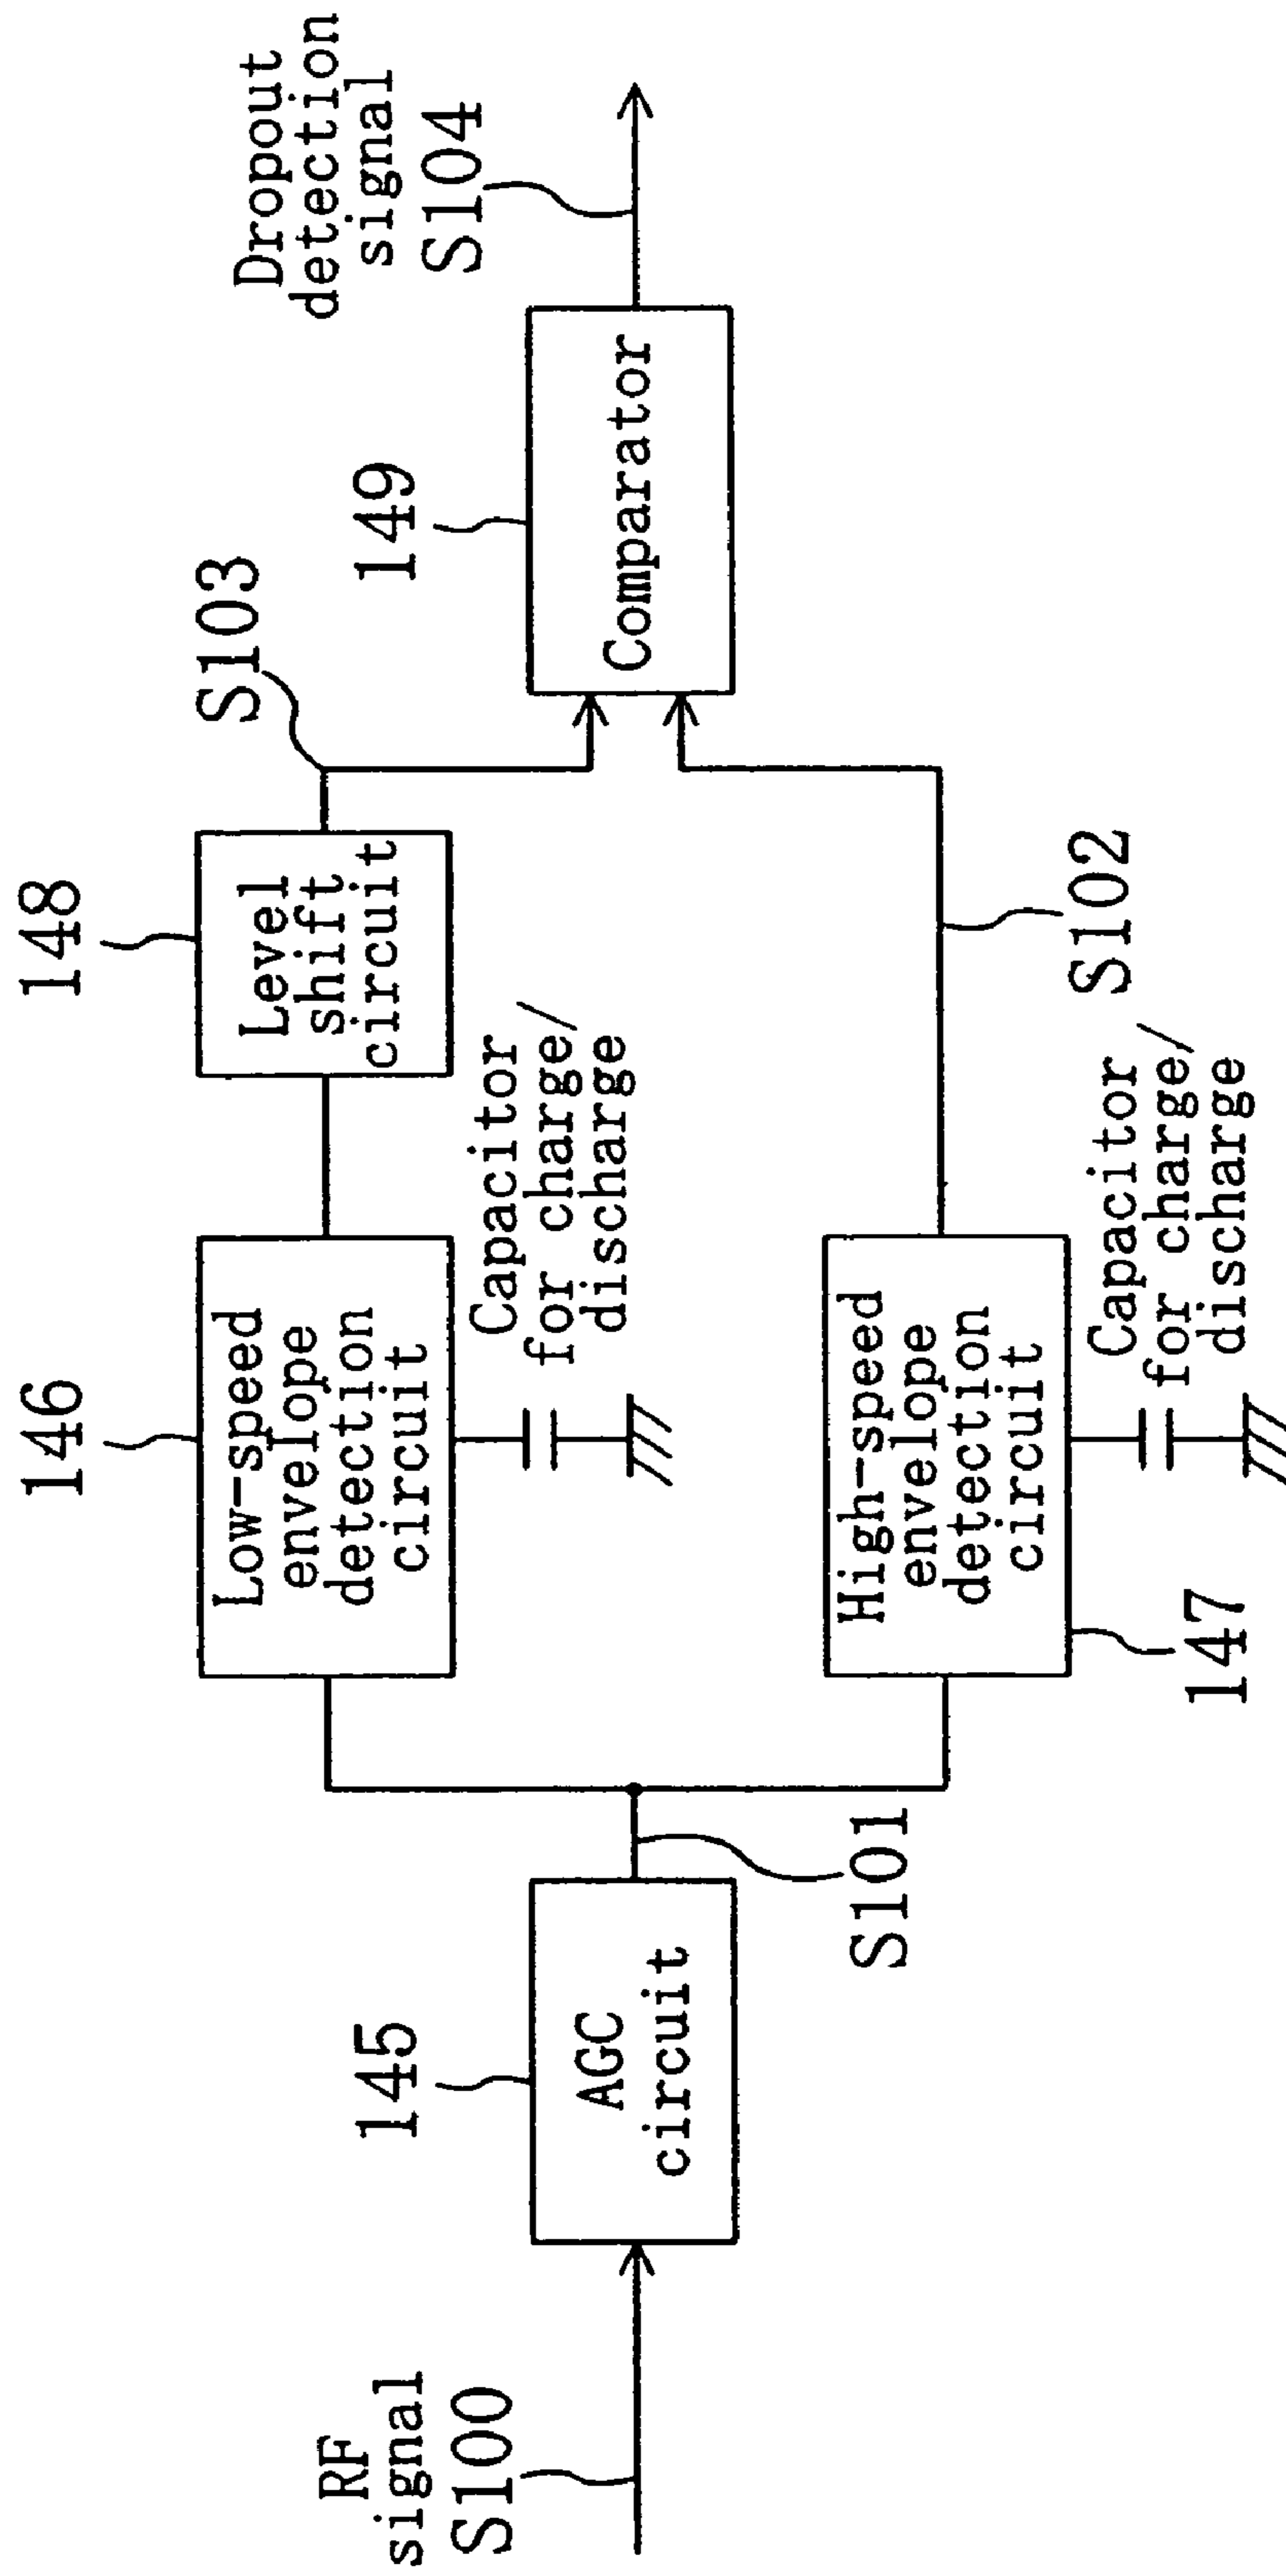 RF
signal
S100
145
AGC
circuit
S101
146
Low-speed
envelope
detection
circuit
Capacitor
for charge/
discharge
148
Level
shift
circuit
S103
147
High-speed
envelope
detection
circuit
Capacitor
for charge/
discharge
S102
149
Comparator
Dropout
detection
signal
S104